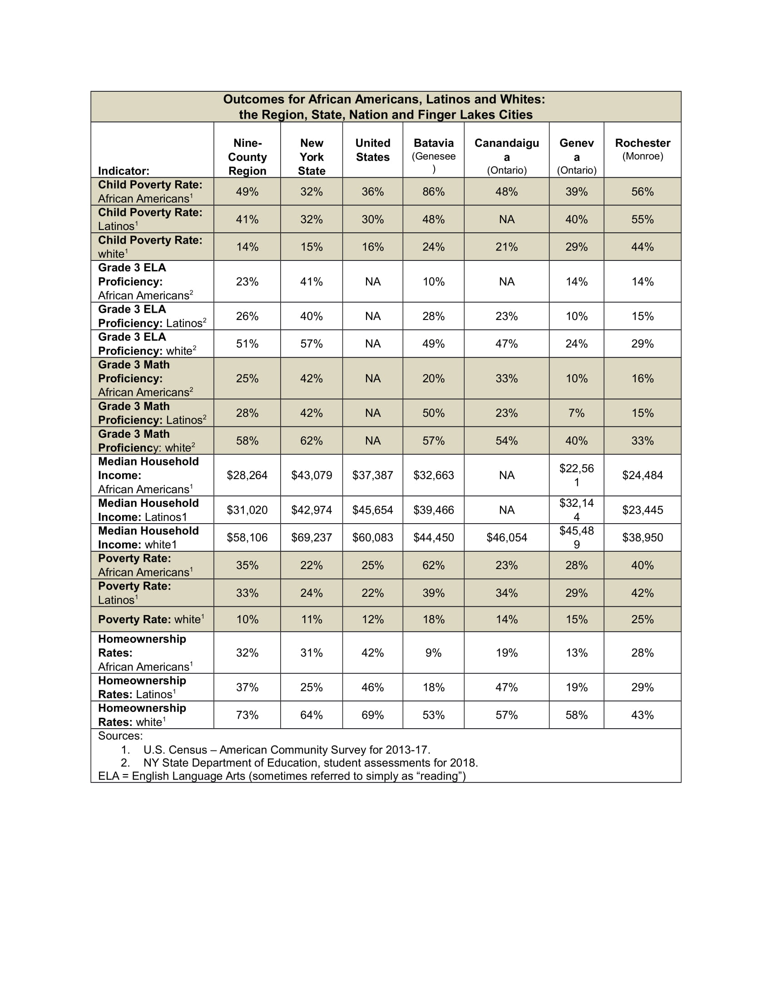 Outcomes for African Americans, Latinos and Whites:
the Region, State, Nation and Finger Lakes Cities
Indicator:
Nine-
County
Region
New
York
State
United
States
Batavia
(Genesee
)
Canandaigu
a
(Ontario)
Genev
a
(Ontario)
Rochester
(Monroe)
Child Poverty Rate:
African Americans¹
49% 32% 36% 86% 48% 39% 56%
Child Poverty Rate:
Latinos¹
41% 32% 30% 48% NA 40% 55%
Child Poverty Rate:
white¹
14% 15% 16% 24% 21% 29% 44%
Grade 3 ELA
Proficiency:
African Americans²
23% 41% NA 10% NA 14% 14%
Grade 3 ELA
Proficiency: Latinos²
26% 40% NA 28% 23% 10% 15%
Grade 3 ELA
Proficiency: white²
51% 57% NA 49% 47% 24% 29%
Grade 3 Math
Proficiency:
African Americans²
25% 42% NA 20% 33% 10% 16%
Grade 3 Math
Proficiency: Latinos²
28% 42% NA 50% 23% 7% 15%
Grade 3 Math
Proficiency: white²
58% 62% NA 57% 54% 40% 33%
Median Household
Income:
African Americans¹
$28,264 $43,079 $37,387 $32,663 NA $22,56
1
$24,484
Median Household
Income: Latinos1
$31,020 $42,974 $45,654 $39,466 NA $32,14
4
$23,445
Median Household
Income: white1
$58,106 $69,237 $60,083 $44,450 $46,054 $45,48
9
$38,950
Poverty Rate:
African Americans¹
35% 22% 25% 62% 23% 28% 40%
Poverty Rate:
Latinos¹
33% 24% 22% 39% 34% 29% 42%
Poverty Rate: white¹ 10% 11% 12% 18% 14% 15% 25%
Homeownership
Rates:
African Americans¹
32% 31% 42% 9% 19% 13% 28%
Homeownership
Rates: Latinos¹
37% 25% 46% 18% 47% 19% 29%
Homeownership
Rates: white¹
73% 64% 69% 53% 57% 58% 43%
Sources:
1. U.S. Census – American Community Survey for 2013-17.
2. NY State Department of Education, student assessments for 2018.
ELA = English Language Arts (sometimes referred to simply as “reading”)